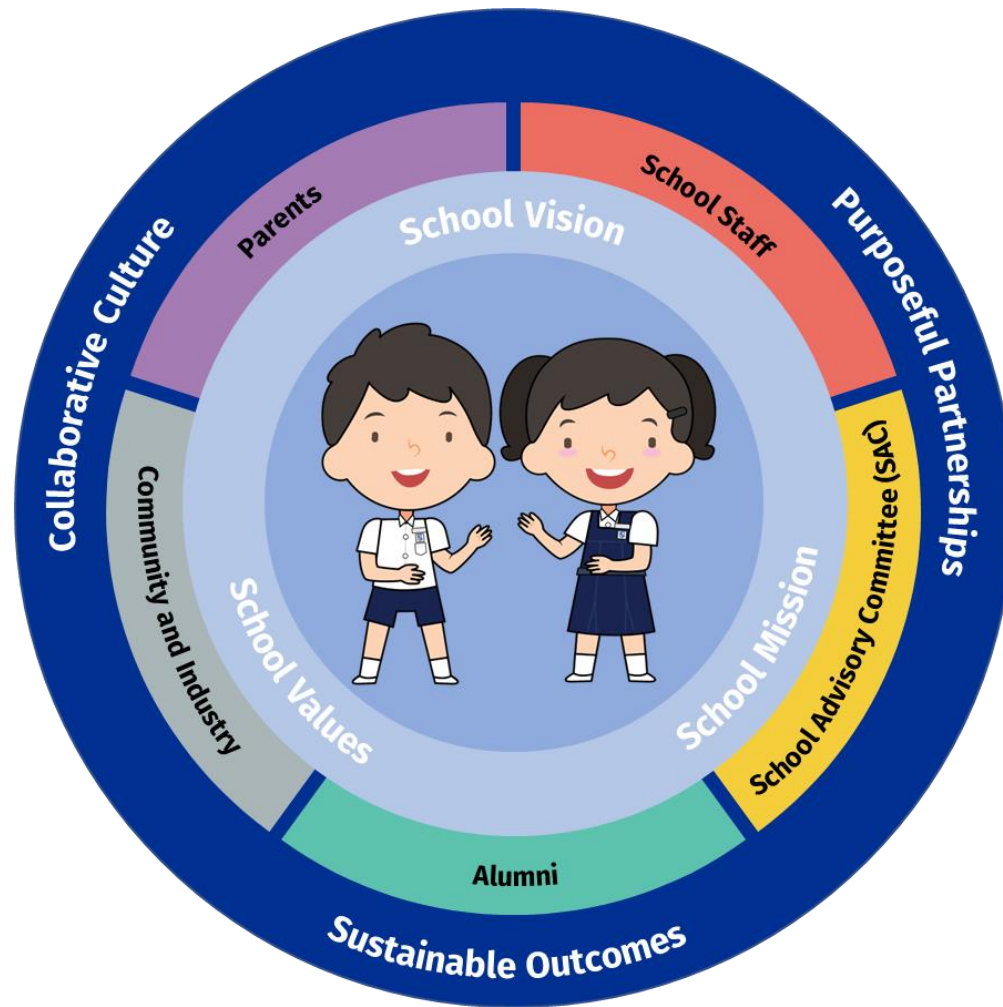 Collaborative Culture
Purposeful Partnerships
Sustainable Outcomes
Parents
School Staff
School Advisory Committee (SAC)
Alumni
Community and Industry
School Vision
School Mission
School Values